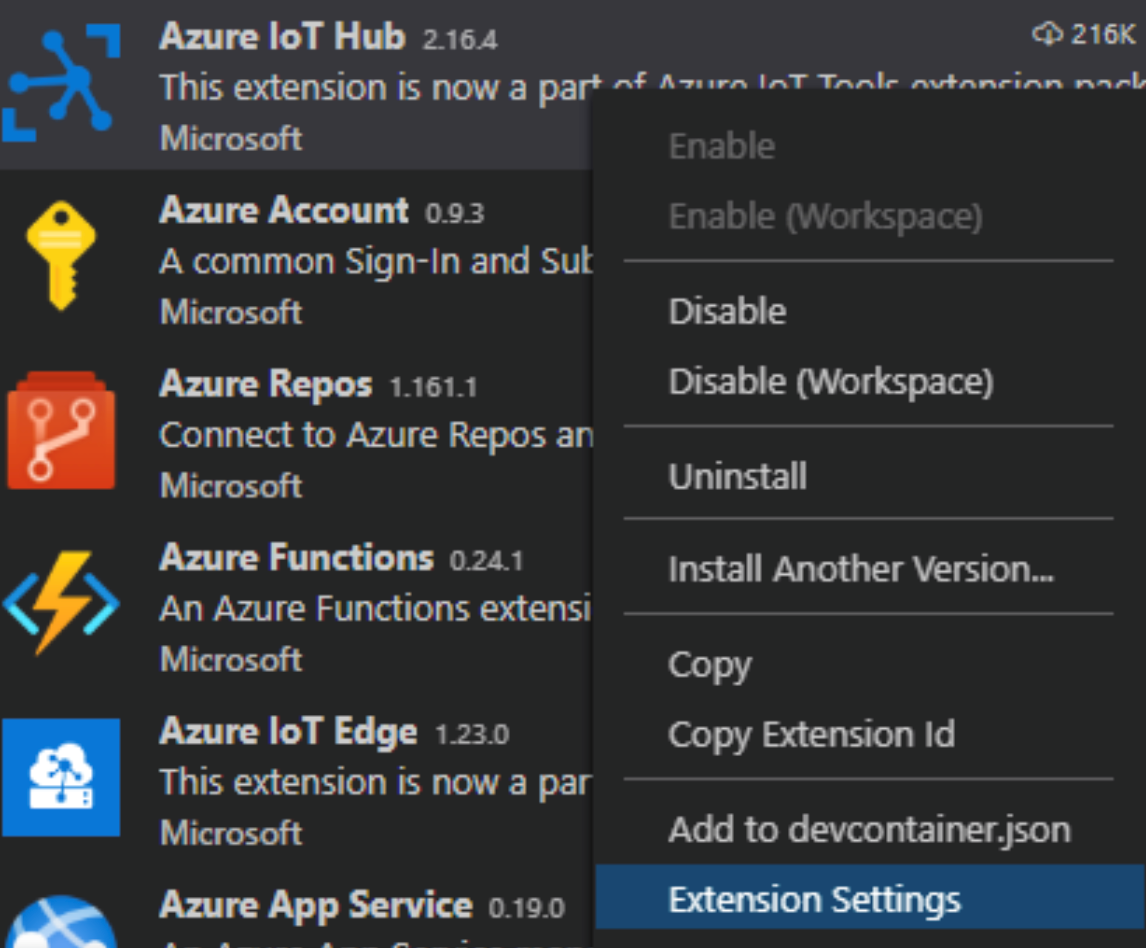 Azure IoT Hub 2.16.4 216K
This extension is now a part of Azure IoT Tools extension pack
Microsoft
Azure Account 0.9.3
A common Sign-In and Sub
Microsoft
Azure Repos 1.161.1
Connect to Azure Repos an
Microsoft
Azure Functions 0.24.1
An Azure Functions extensi
Microsoft
Azure IoT Edge 1.23.0
This extension is now a par
Microsoft
Azure App Service 0.19.0
An Azure App Service
Enable
Enable (Workspace)
Disable
Disable (Workspace)
Uninstall
Install Another Version...
Copy
Copy Extension Id
Add to devcontainer.json
Extension Settings